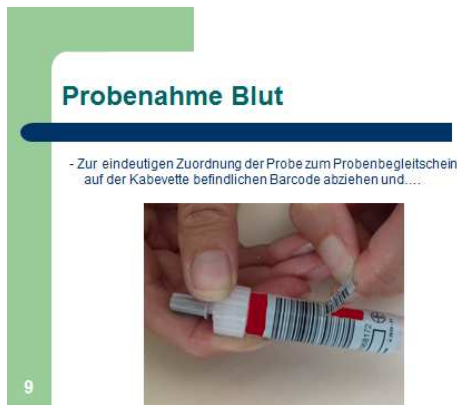 Probenahme Blut
- Zur eindeutigen Zuordnung der Probe zum Probenbegleitschein
auf der Kabevette befindlichen Barcode abziehen und....
9